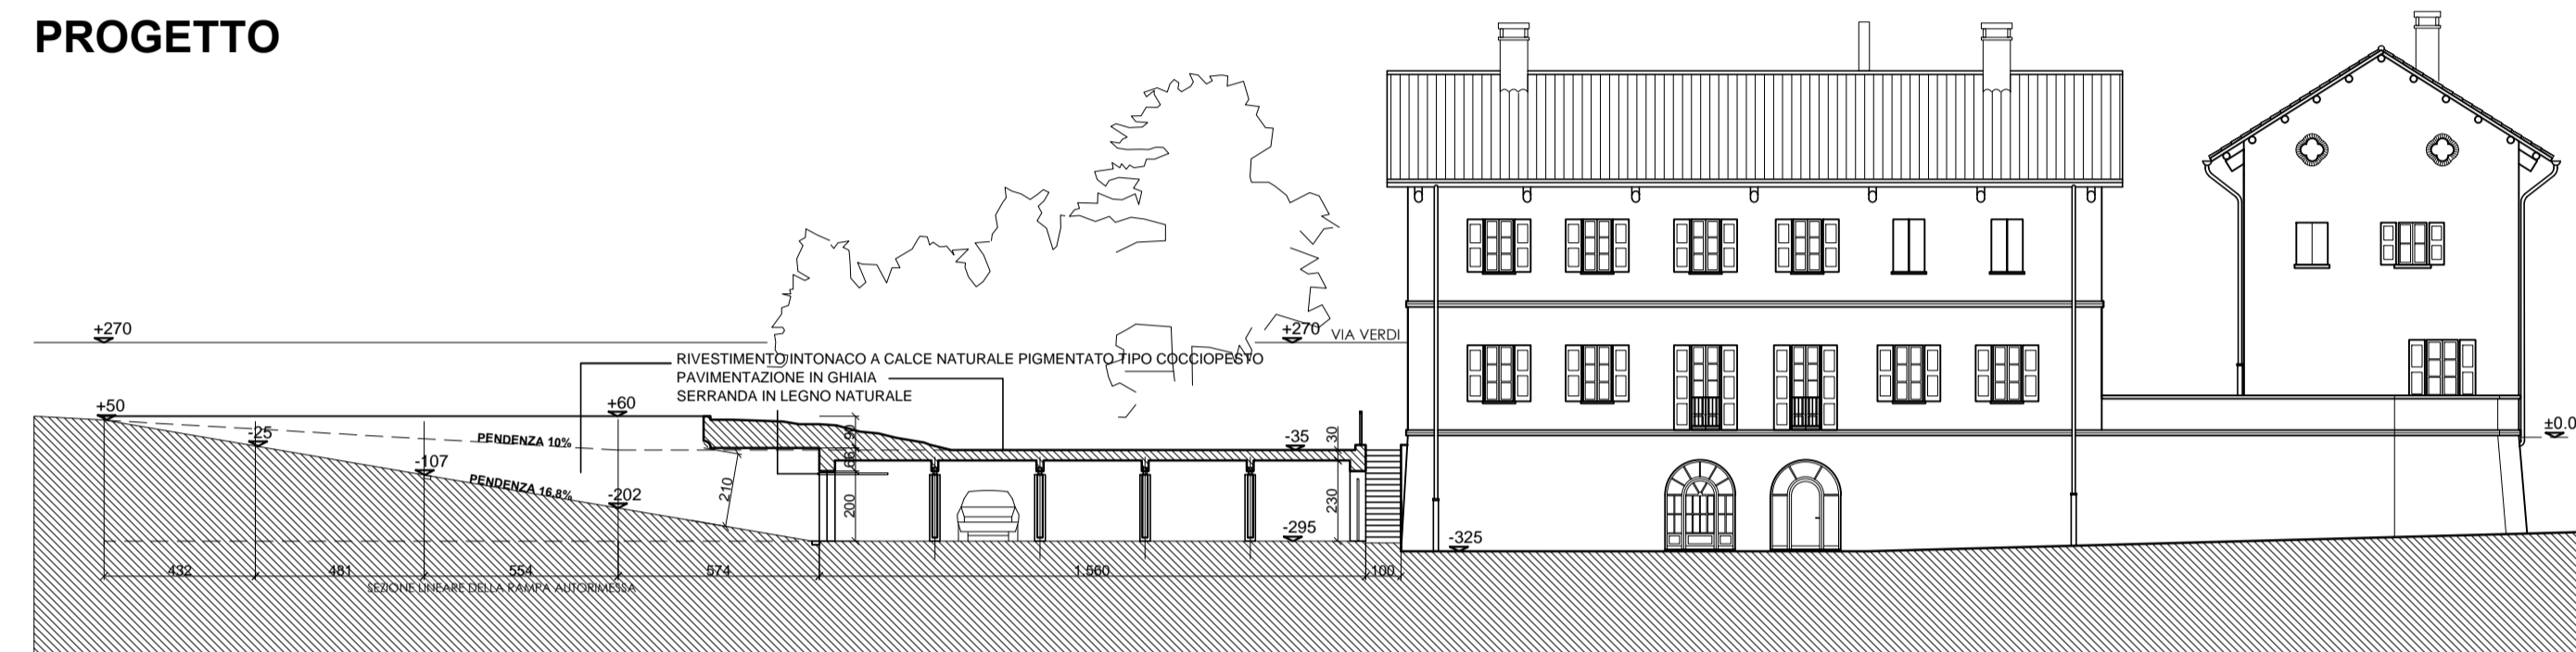 PROGETTO
+270
+270
VIA VERDI
RIVESTIMENTO INTONACO A CALCE NATURALE PIGMENTATO TIPO COCCIOPESTO
PAVIMENTAZIONE IN GHIAIA
SERRANDA IN LEGNO NATURALE
+50
+60
-25
PENDENZA 10%
90
-35
30
±0.0
66
-107
PENDENZA 16,8%
-202
210
200
230
-295
-325
432
481
554
574
1.560
100
SEZIONE LINEARE DELLA RAMPA AUTORIMESSA